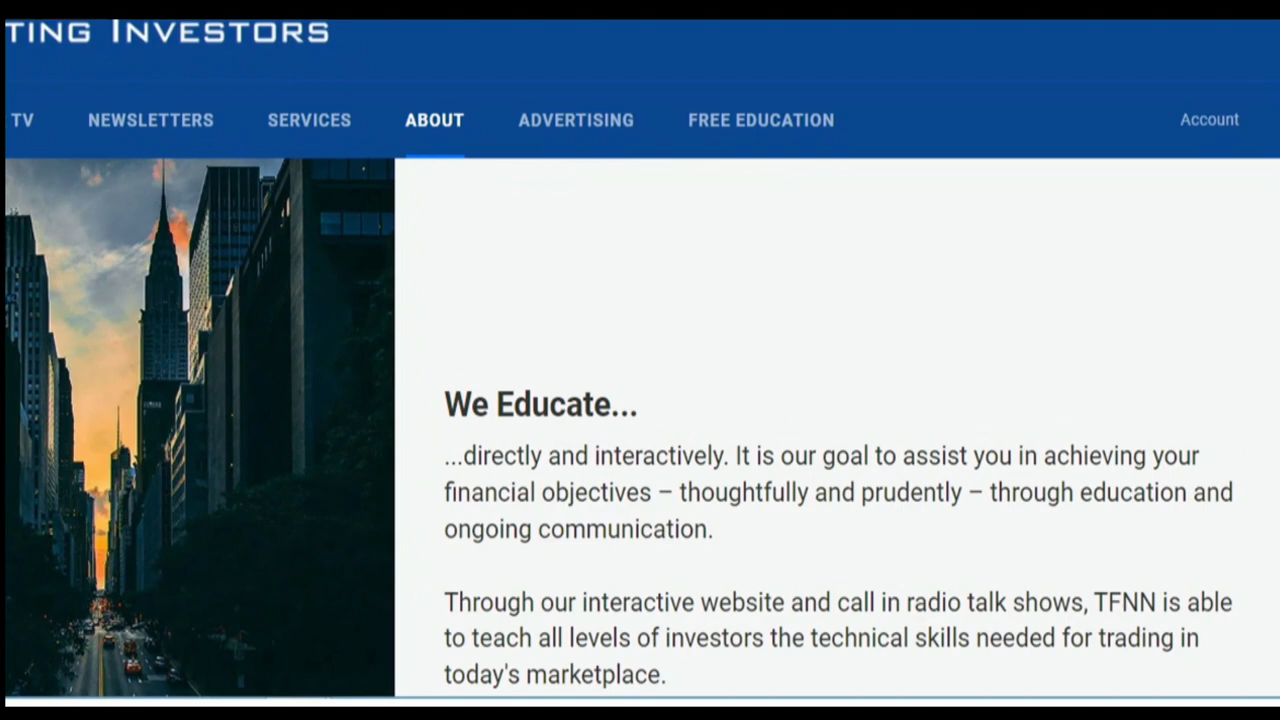 TING INVESTORS
TV NEWSLETTERS SERVICES ABOUT ADVERTISING FREE EDUCATION Account
We Educate...
...directly and interactively. It is our goal to assist you in achieving your
financial objectives – thoughtfully and prudently – through education and
ongoing communication.
Through our interactive website and call in radio talk shows, TFNN is able
to teach all levels of investors the technical skills needed for trading in
today's marketplace.